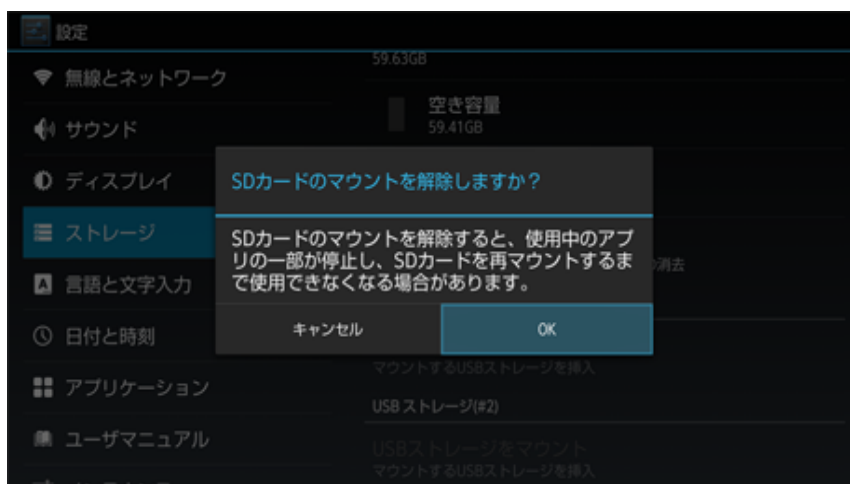 設定
無線とネットワーク
サウンド
ディスプレイ
ストレージ
言語と文字入力
日付と時刻
アプリケーション
ユーザマニュアル
59.63GB
空き容量
59.41GB
SDカードのマウントを解除しますか？
SDカードのマウントを解除すると、使用中のアプ
リの一部が停止し、SDカードを再マウントするま
で使用できなくなる場合があります。
キャンセル
OK
の消去
マウントするUSBストレージを挿入
USB ストレージ(#2)
USBストレージをマウント
マウントするUSBストレージを挿入